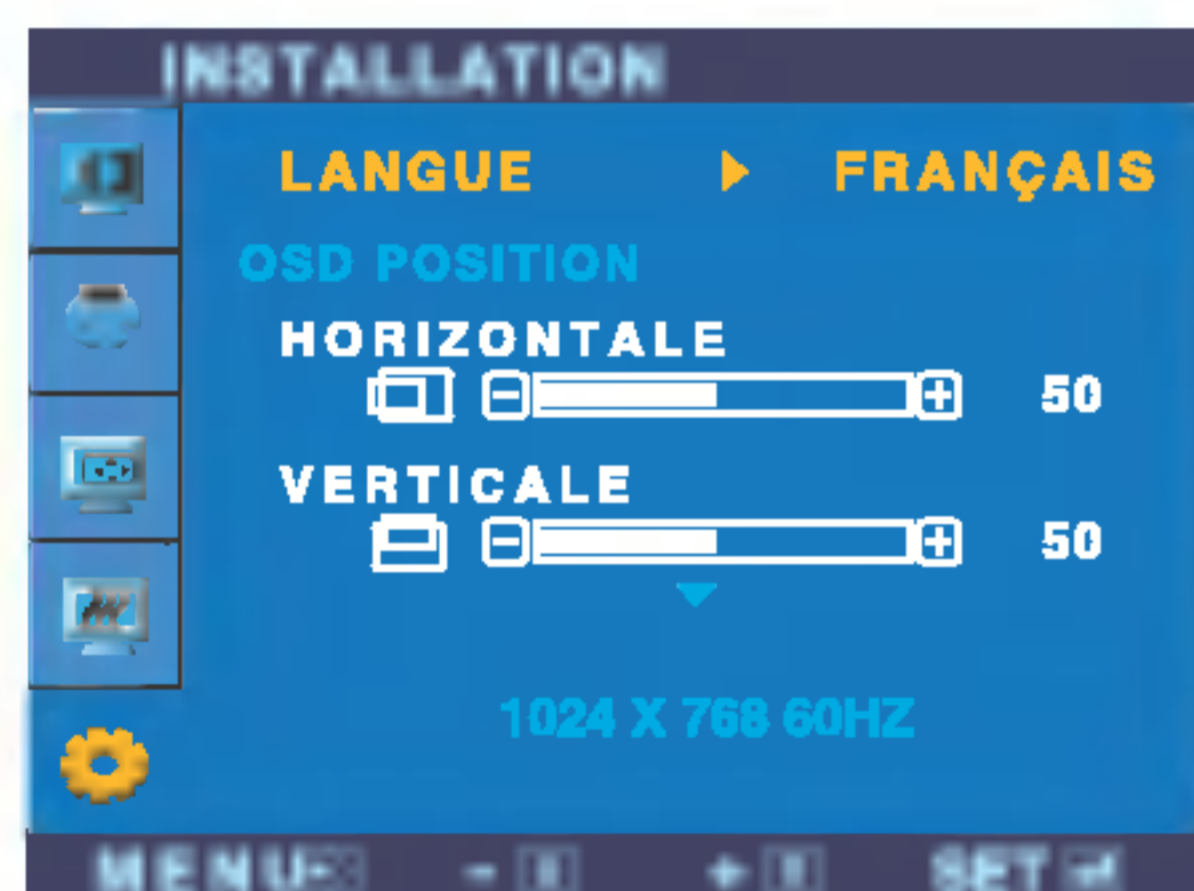 INSTALLATION
LANGUE FRANÇAIS
OSD POSITION
HORIZONTALE
50
VERTICALE
50
1024 X 768 60HZ
MENU - + SET